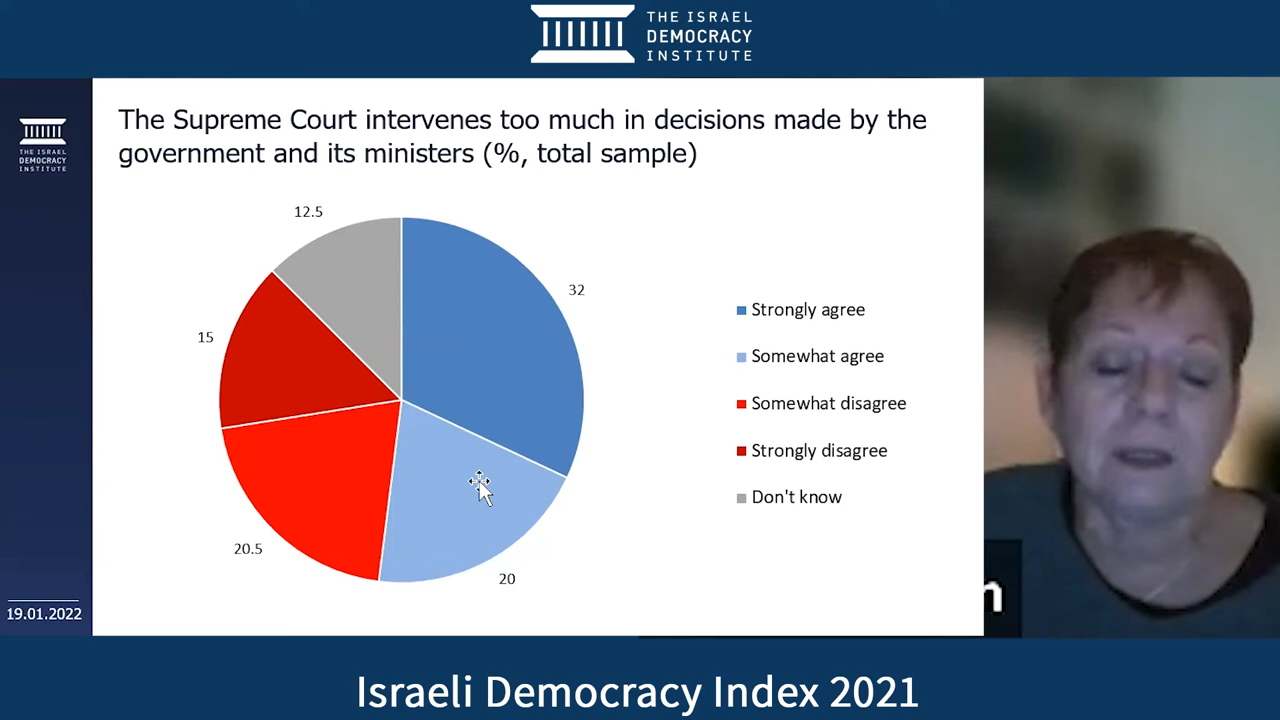 THE ISRAEL
DEMOCRACY
INSTITUTE
THE ISRAEL
DEMOCRACY
INSTITUTE
The Supreme Court intervenes too much in decisions made by the
government and its ministers (%, total sample)
12.5
32
15
20.5
20
Strongly agree
Somewhat agree
Somewhat disagree
Strongly disagree
Don't know
19.01.2022
Israeli Democracy Index 2021